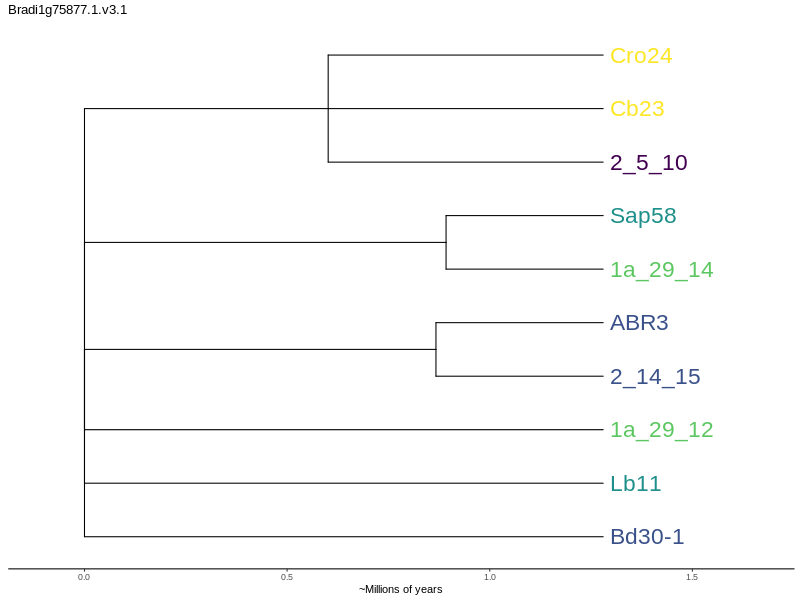 Bradi1g75877.1.v3.1
Cro24
Cb23
2_5_10
Sap58
1a_29_14
ABR3
2_14_15
1a_29_12
Lb11
Bd30-1
0.0 0.5 1.0 1.5
~Millions of years